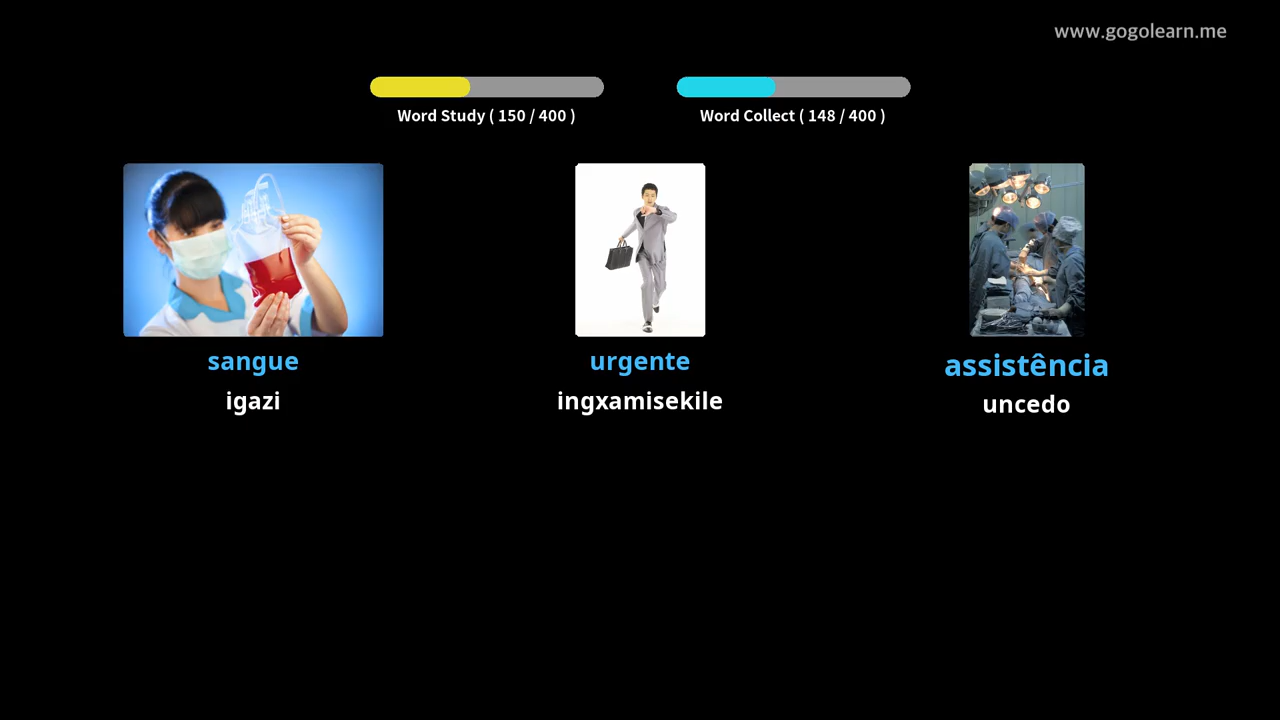 www.gogolearn.me
Word Study ( 150 / 400 )
Word Collect ( 148 / 400 )
sangue
igazi
urgente
ingxamisekile
assistência
uncedo